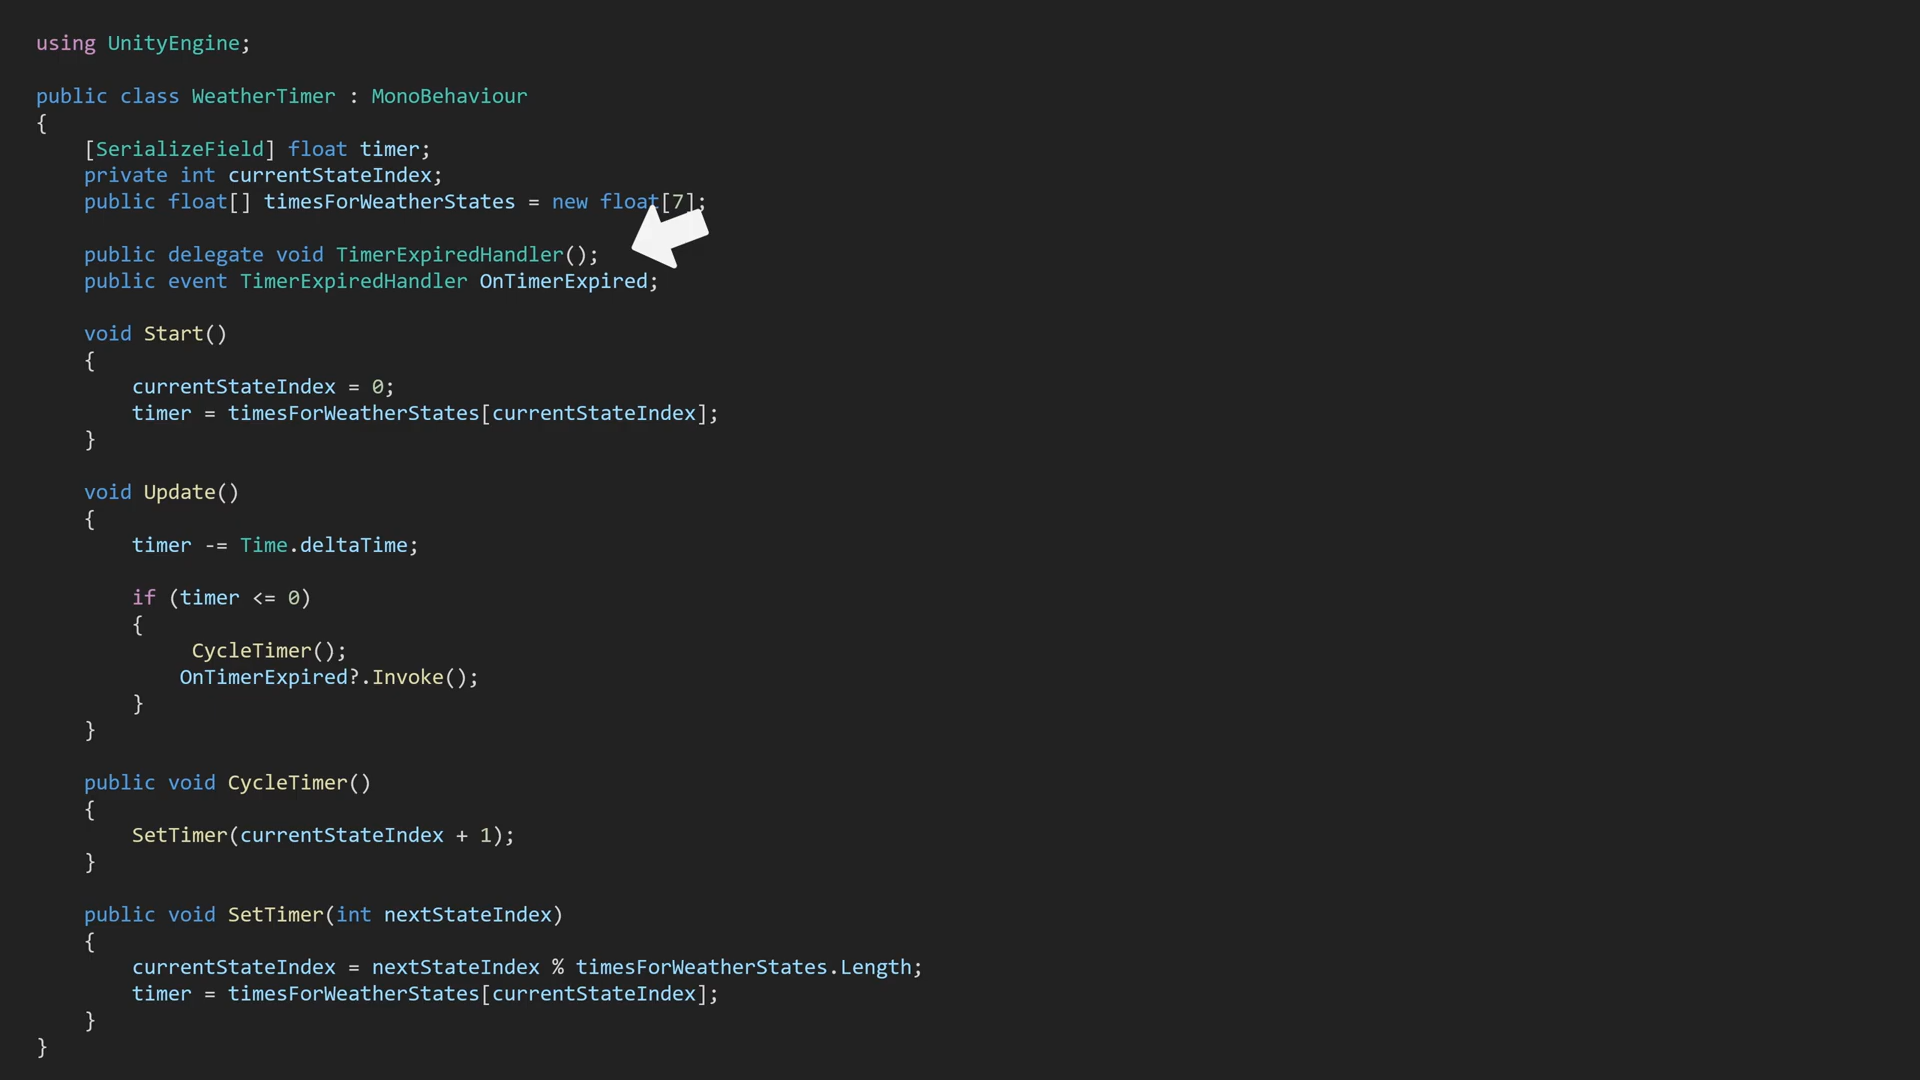 using UnityEngine;
public class WeatherTimer : MonoBehaviour
{
[SerializeField] float timer;
private int currentStateIndex;
public float[] timesForWeatherStates = new float[7];
public delegate void TimerExpiredHandler();
public event TimerExpiredHandler OnTimerExpired;
void Start()
{
currentStateIndex = 0;
timer = timesForWeatherStates[currentStateIndex];
}
void Update()
{
timer -= Time.deltaTime;
if (timer <= 0)
{
CycleTimer();
OnTimerExpired?.Invoke();
}
}
public void CycleTimer()
{
SetTimer(currentStateIndex + 1);
}
public void SetTimer(int nextStateIndex)
{
currentStateIndex = nextStateIndex % timesForWeatherStates.Length;
timer = timesForWeatherStates[currentStateIndex];
}
}